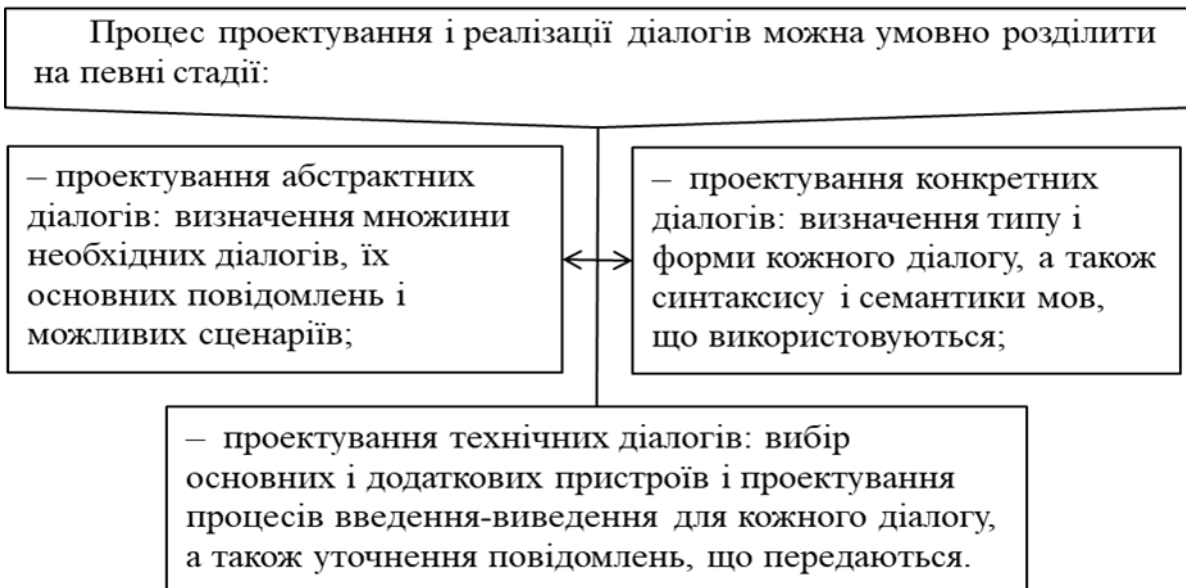 Процес проектування і реалізації діалогів можна умовно розділити
на певні стадії:
– проектування абстрактних
діалогів: визначення множини
необхідних діалогів, їх
основних повідомлень і
можливих сценаріїв;
– проектування конкретних
діалогів: визначення типу і
форми кожного діалогу, а також
синтаксису і семантики мов,
що використовуються;
– проектування технічних діалогів: вибір
основних і додаткових пристроїв і проектування
процесів введення-виведення для кожного діалогу,
а також уточнення повідомлень, що передаються.